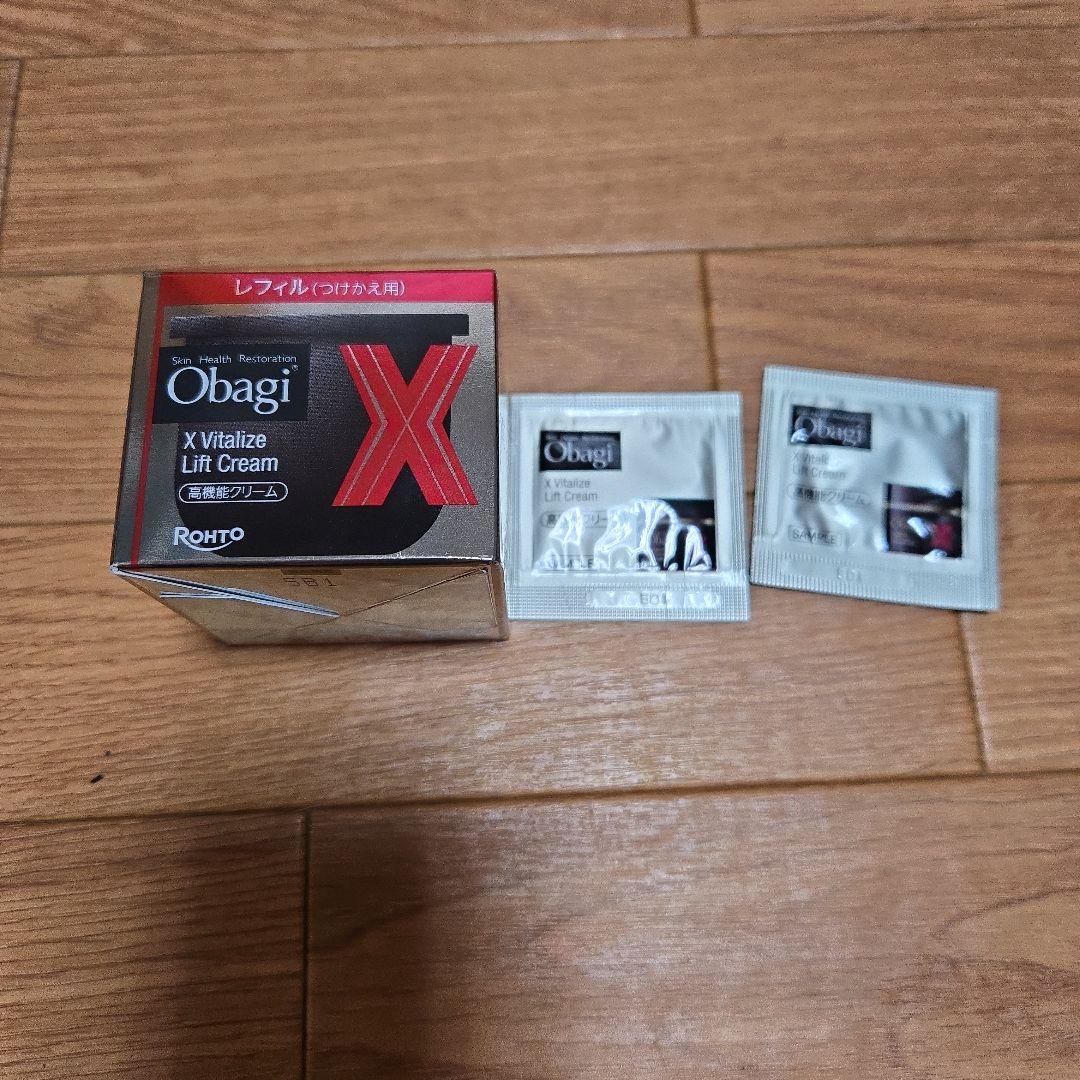 レフィル(つけかえ用)
Skin Health Restoration
Obagi®
X
X Vitalize
Lift Cream
高機能クリーム
ROHTO
5B1
Obagi
X Vitalize
Lift Cream
SAMPLE
Obagi
X Vitalize
Lift Cream
高機能クリーム
SAMPLE